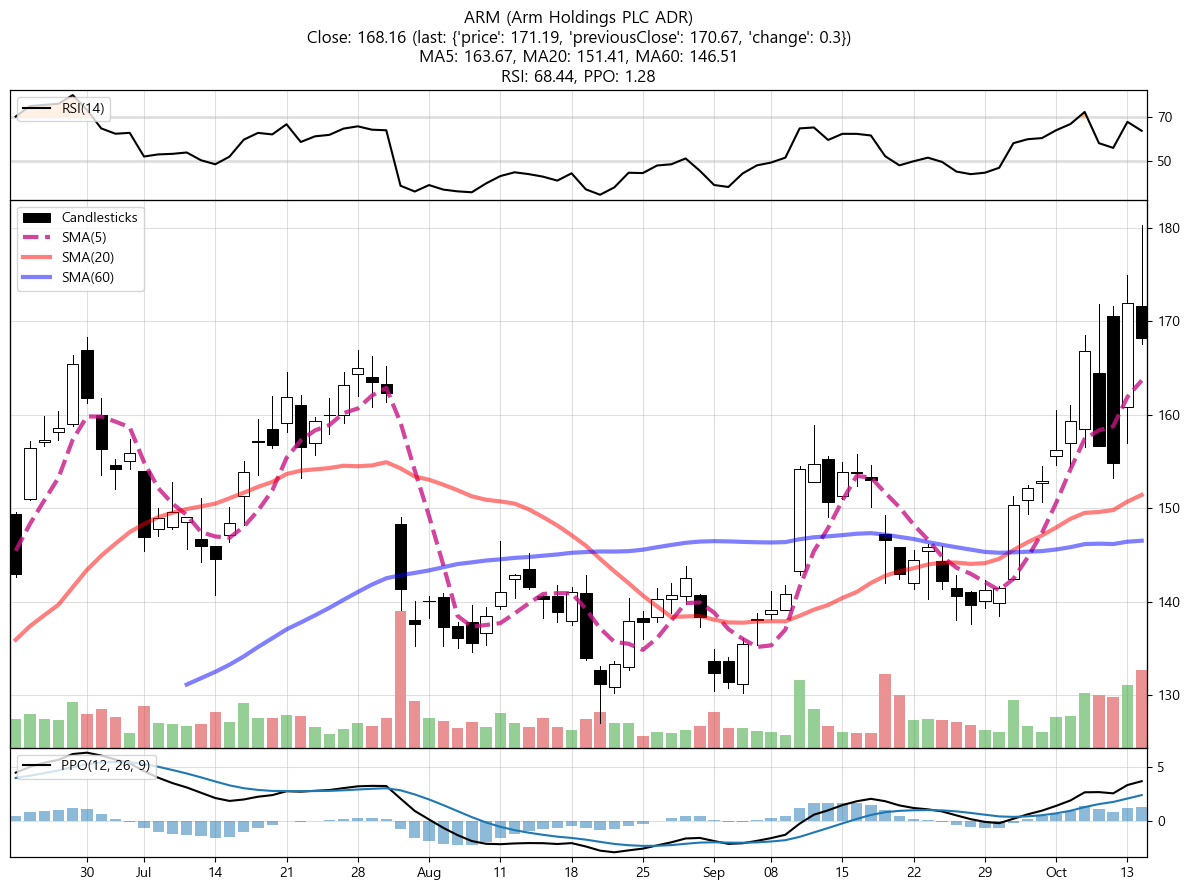 ARM (Arm Holdings PLC ADR)
Close: 168.16 (last: {'price': 171.19, 'previousClose': 170.67, 'change': 0.3})
MA5: 163.67, MA20: 151.41, MA60: 146.51
RSI: 68.44, PPO: 1.28
RSI(14)
70
50
Candlesticks
SMA(5)
SMA(20)
SMA(60)
180
170
160
150
140
130
PPO(12, 26, 9)
5
0
30 Jul 14 21 28 Aug 11 18 25 Sep 08 15 22 29 Oct 13